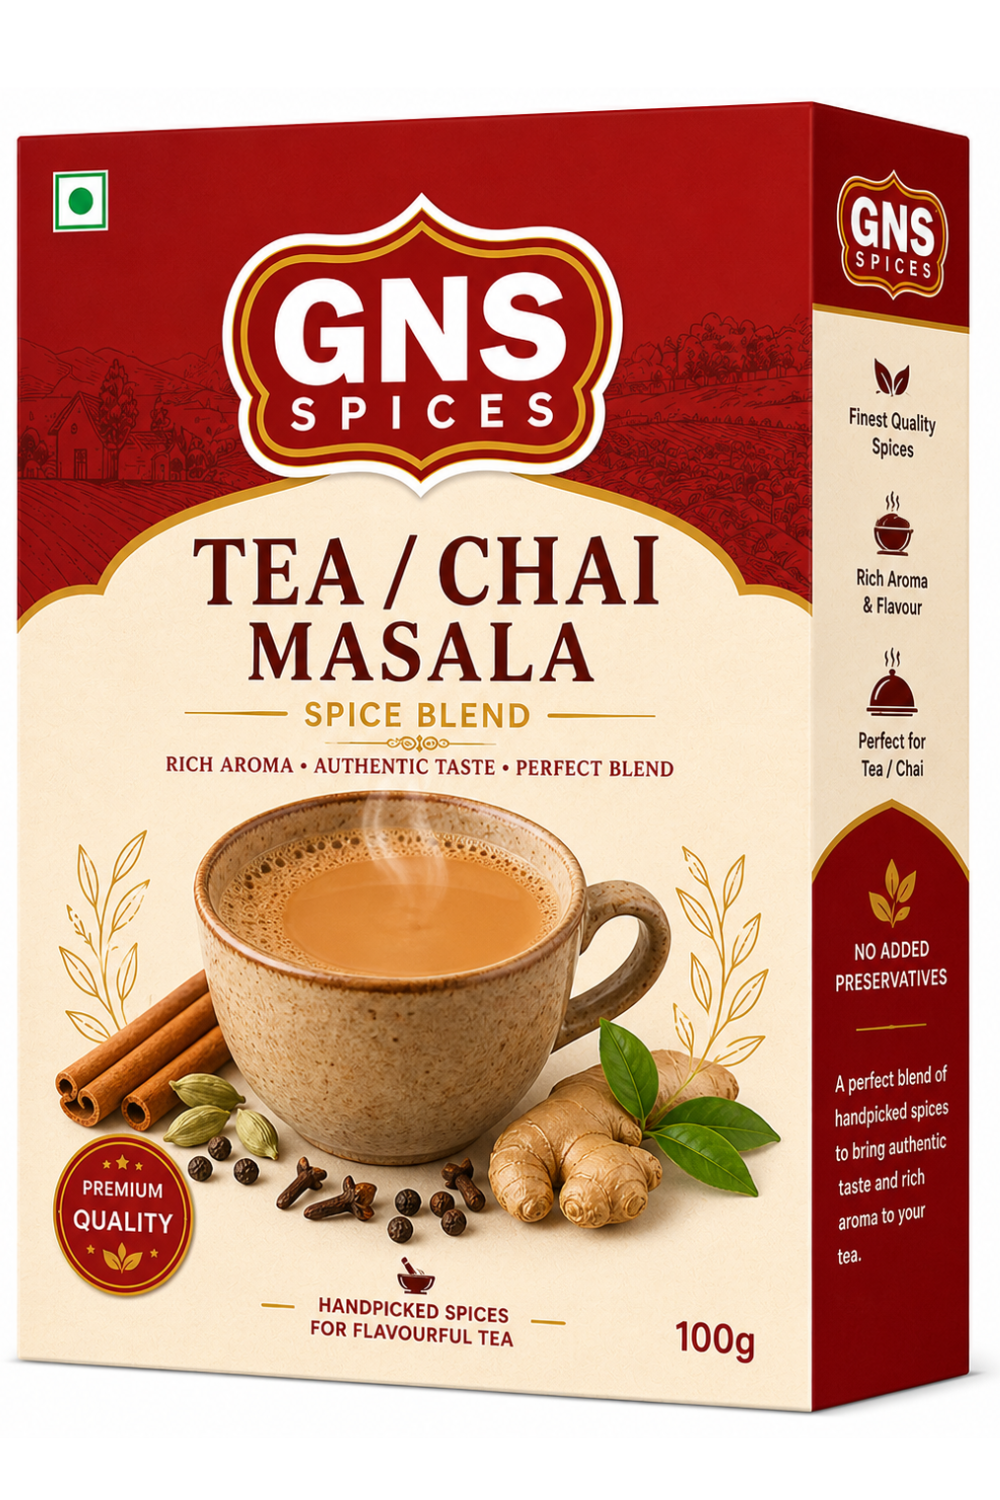 GNS
SPICES
TEA / CHAI
MASALA
SPICE BLEND
RICH AROMA • AUTHENTIC TASTE • PERFECT BLEND
PREMIUM
QUALITY
HANDPICKED SPICES
FOR FLAVOURFUL TEA
100g
GNS
SPICES
Finest Quality
Spices
Rich Aroma
& Flavour
Perfect for
Tea / Chai
NO ADDED
PRESERVATIVES
A perfect blend of
handpicked spices
to bring authentic
taste and rich
aroma to your
tea.